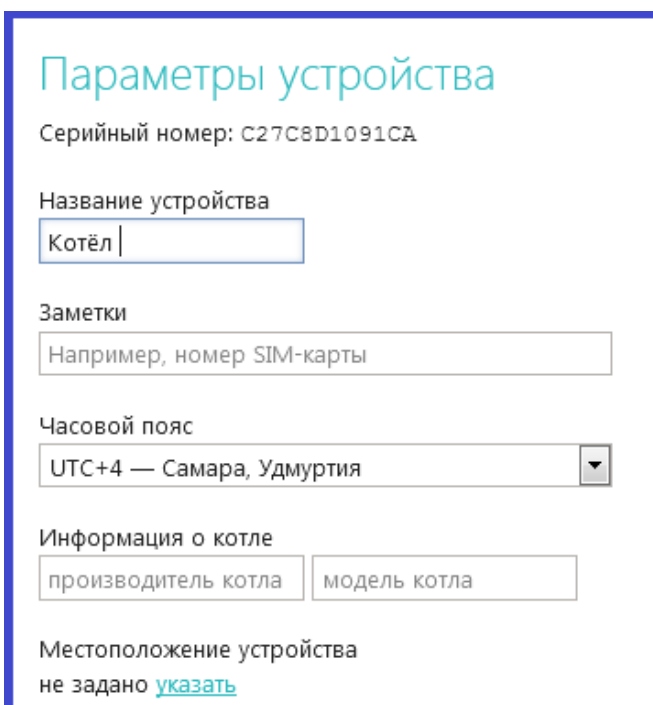 Параметры устройства
Серийный номер: C27C8D1091CA
Название устройства
Котёл
Заметки
Например, номер SIM-карты
Часовой пояс
UTC+4 — Самара, Удмуртия
Информация о котле
производитель котла модель котла
Местоположение устройства
не задано указать